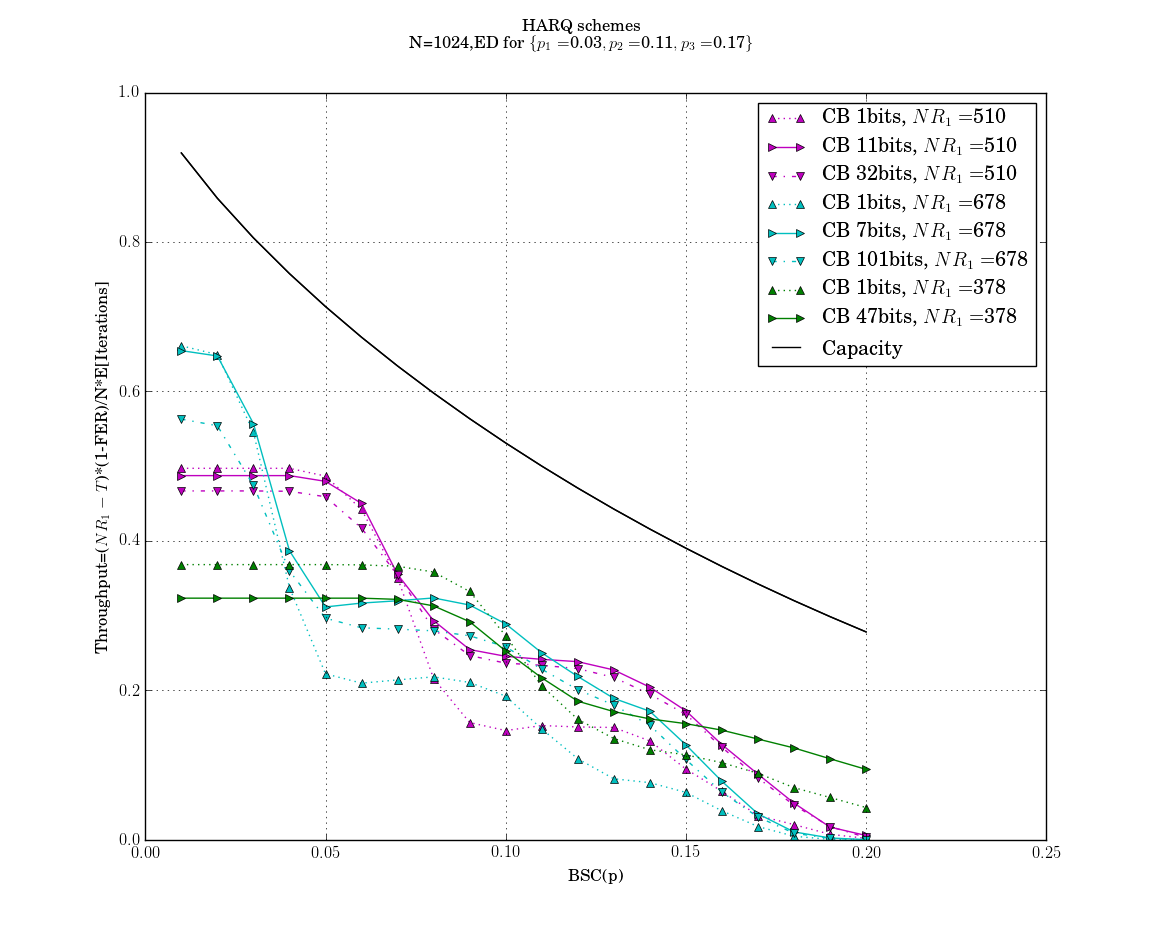 HARQ schemes
N=1024,ED for {p₁ =0.03, p₂ =0.11, p₃ =0.17}
1.0
0.8
0.6
0.4
0.2
0.0
Throughput=(NR₁ − T)*(1-FER)/N*E[Iterations]
CB 1bits, NR₁ =510
CB 11bits, NR₁ =510
CB 32bits, NR₁ =510
CB 1bits, NR₁ =678
CB 7bits, NR₁ =678
CB 101bits, NR₁ =678
CB 1bits, NR₁ =378
CB 47bits, NR₁ =378
Capacity
0.00 0.05 0.10 0.15 0.20 0.25
BSC(p)